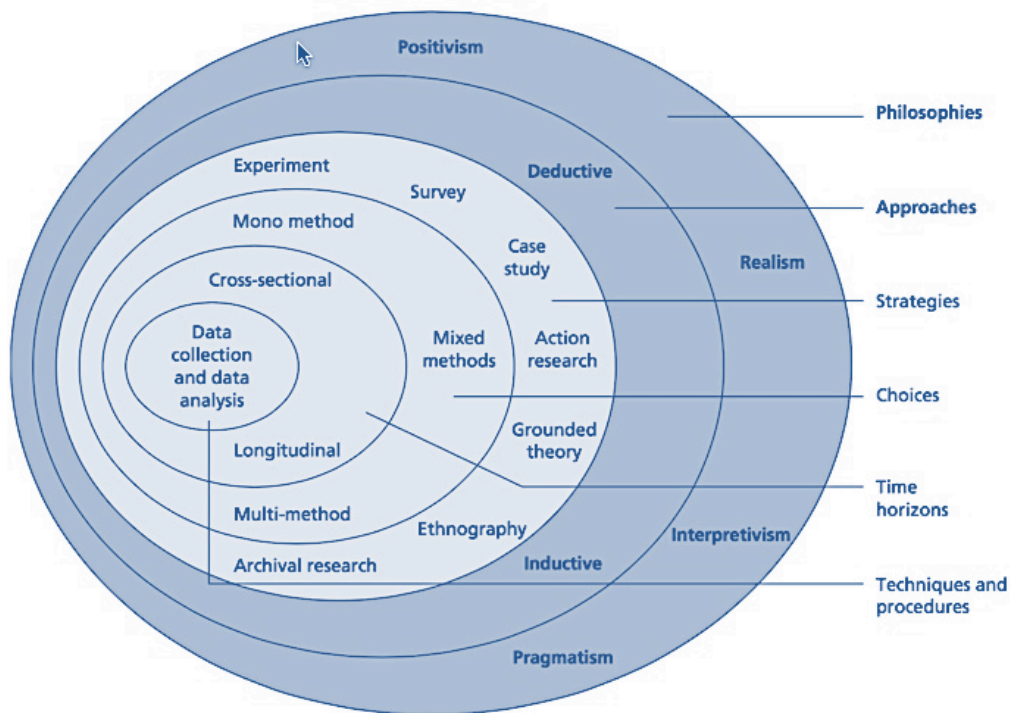 Positivism
Philosophies
Experiment
Deductive
Survey
Approaches
Mono method
Case
study
Realism
Cross-sectional
Strategies
Data
collection
and data
analysis
Mixed
methods
Action
research
Choices
Grounded
theory
Longitudinal
Time
horizons
Multi-method
Ethnography
Interpretivism
Archival research
Inductive
Techniques and
procedures
Pragmatism